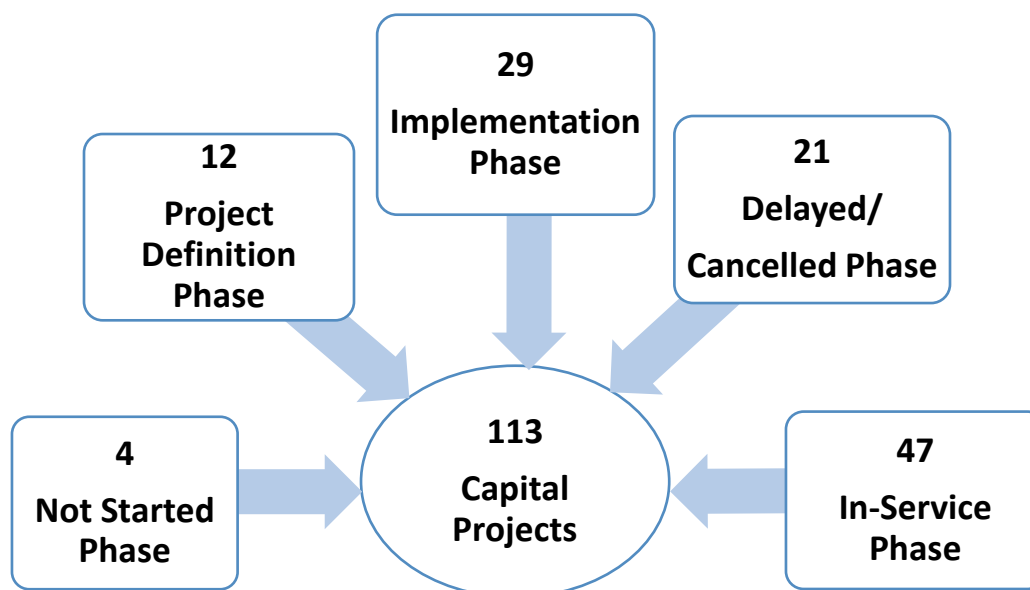 29
Implementation
Phase
12
Project
Definition
Phase
21
Delayed/
Cancelled Phase
4
Not Started
Phase
113
Capital
Projects
47
In-Service
Phase